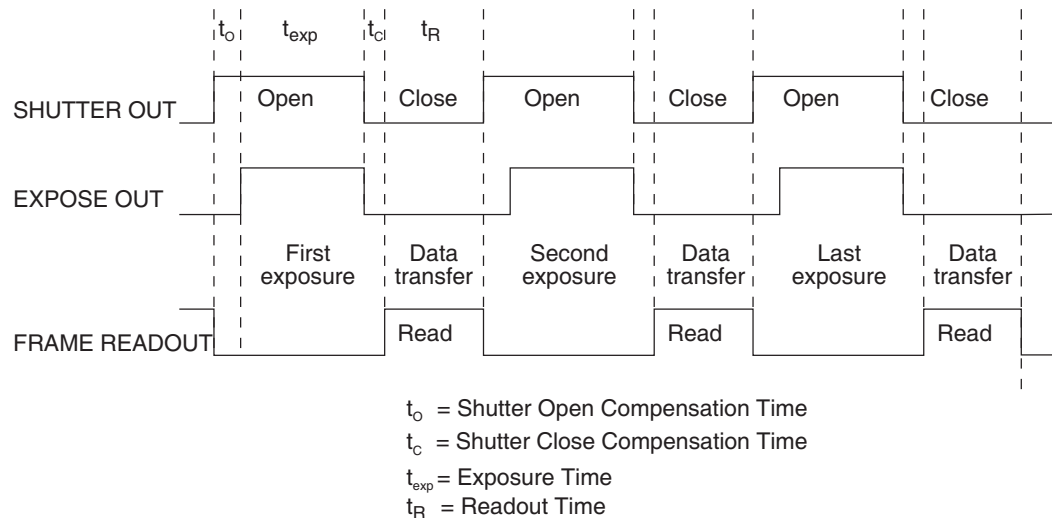 tO texp tC tR
SHUTTER OUT Open Close Open Close Open Close
EXPOSE OUT
First exposure Data transfer Second exposure Data transfer Last exposure Data transfer
FRAME READOUT Read Read Read
tO = Shutter Open Compensation Time
tC = Shutter Close Compensation Time
texp = Exposure Time
tR = Readout Time